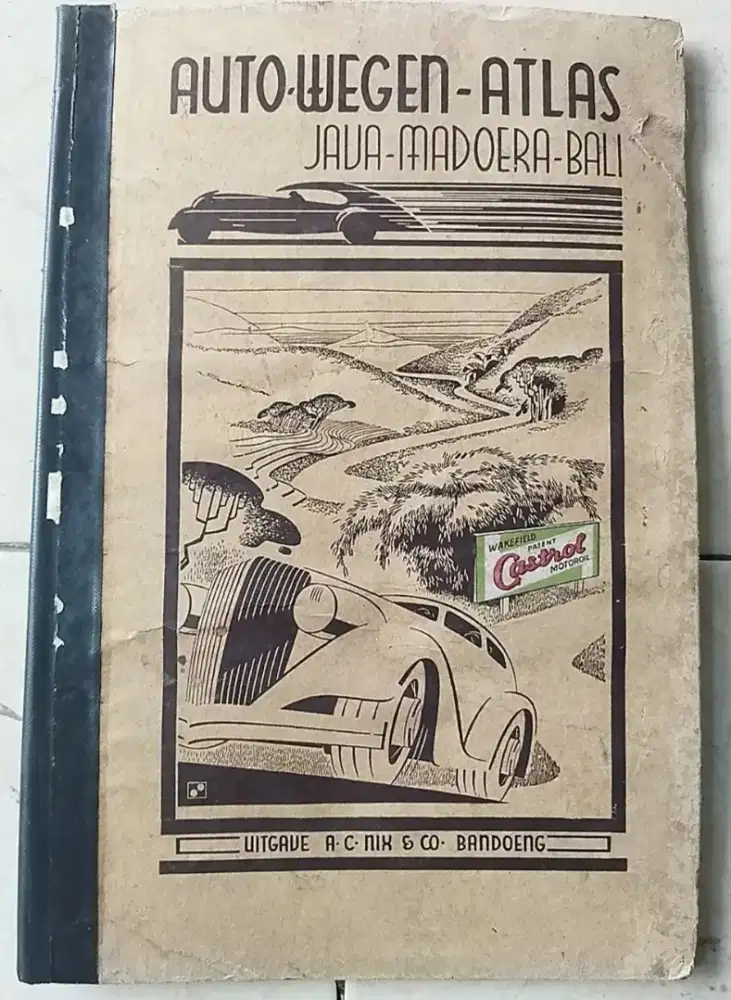 AUTO-WEGEN-ATLAS
JAVA-MADOERA-BALI
WAKEFIELD
PATENT
Castrol
MOTOROIL
UITGAVE A.C. NIX & CO. BANDOENG